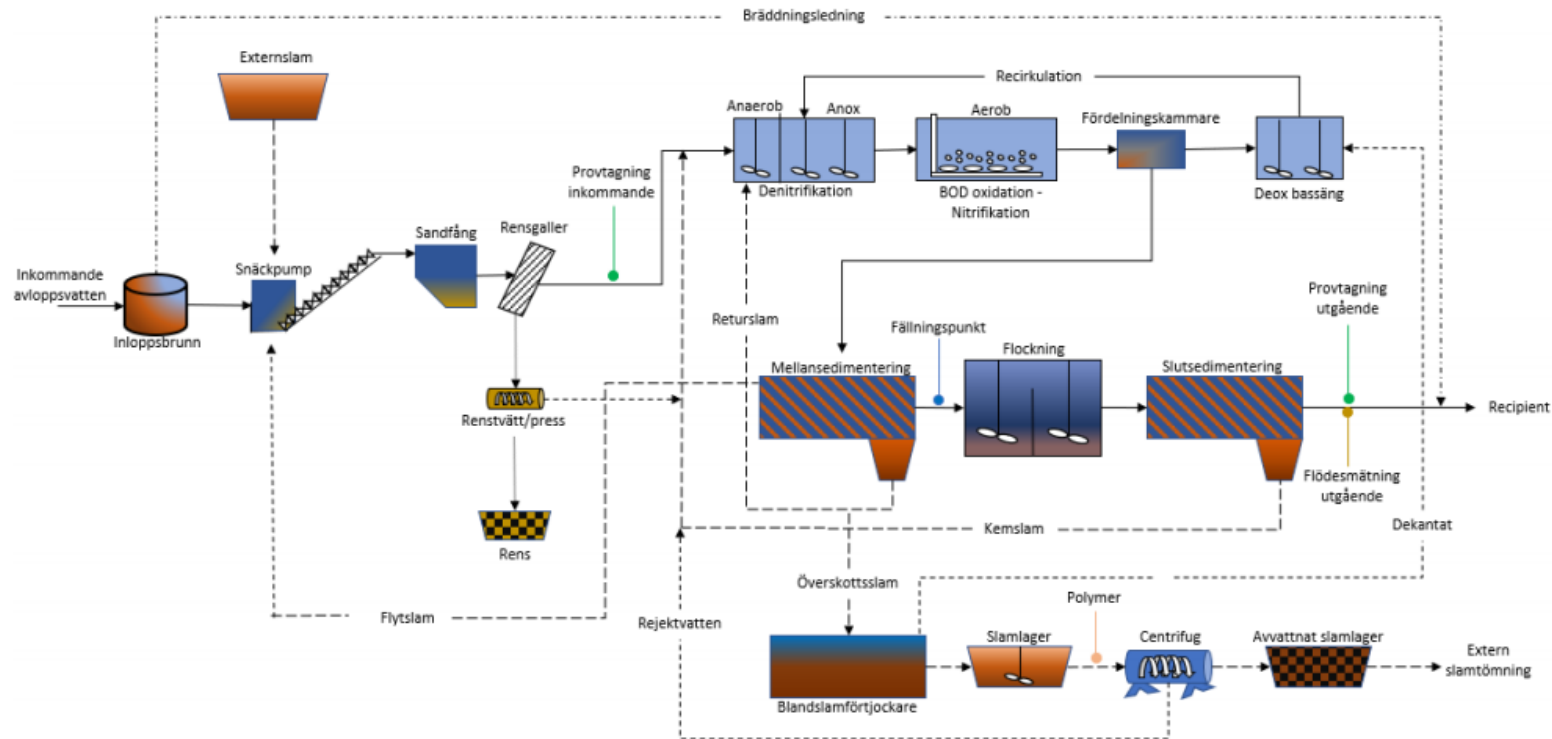 Bräddningsledning
Externslam
Recirkulation
Anaerob
Anox
Aerob
Fördelningskammare
Provtagning
inkommande
Denitrifikation
BOD oxidation -
Nitrifikation
Deox bassäng
Sandfång
Rensgaller
Snäckpump
Inkommande
avloppsvatten
Inloppsbrunn
Returslam
Fällningspunkt
Provtagning
utgående
Mellansedimentering
Flockning
Slutsedimentering
Recipient
Renstvätt/press
Flödesmätning
utgående
Rens
Kemslam
Dekantat
Överskottsslam
Flytslam
Rejektvatten
Polymer
Slamlager
Centrifug
Avvattnat slamlager
Extern
slamtömning
Blandslamförtjockare